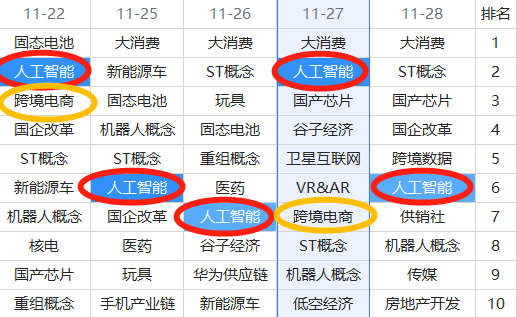 11-22 11-25 11-26 11-27 11-28 排名
固态电池 大消费 大消费 大消费 大消费 1
人工智能 新能源车 ST概念 人工智能 ST概念 2
跨境电商 固态电池 玩具 国产芯片 国产芯片 3
国企改革 机器人概念 固态电池 谷子经济 国企改革 4
ST概念 ST概念 重组概念 卫星互联网 跨境数据 5
新能源车 人工智能 医药 VR&AR 人工智能 6
机器人概念 国企改革 人工智能 跨境电商 供销社 7
核电 医药 谷子经济 ST概念 机器人概念 8
国产芯片 玩具 华为供应链 机器人概念 传媒 9
重组概念 手机产业链 新能源车 低空经济 房地产开发 10